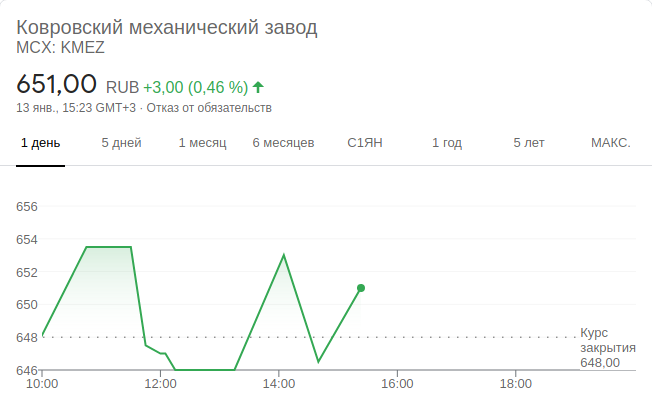 Ковровский механический завод
MCX: KMEZ
651,00 RUB +3,00 (0,46 %)
13 янв., 15:23 GMT+3 · Отказ от обязательств
1 день 5 дней 1 месяц 6 месяцев С1ЯН 1 год 5 лет МАКС.
656
654
652
650
648
646
Курс
закрытия
648,00
10:00 12:00 14:00 16:00 18:00